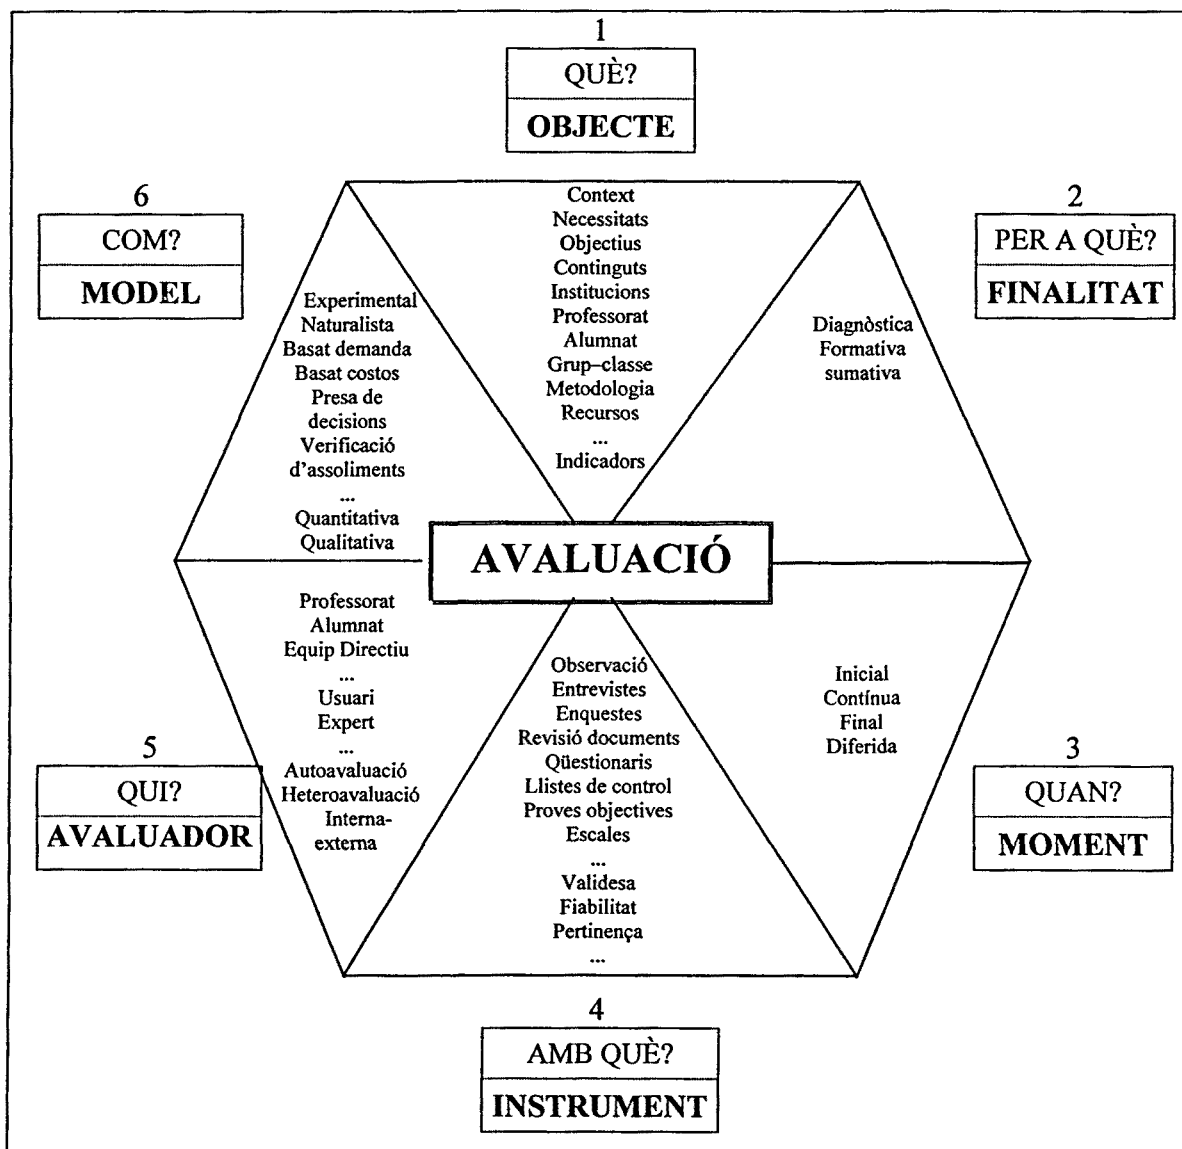 1
QUÈ?
OBJECTE
Context
Necessitats
Objectius
Continguts
Institucions
Professorat
Alumnat
Grup–classe
Metodologia
Recursos
...
Indicadors
2
PER A QUÈ?
FINALITAT
Diagnòstica
Formativa
sumativa
6
COM?
MODEL
Experimental
Naturalista
Basat demanda
Basat costos
Presa de
decisions
Verificació
d'assoliments
...
Quantitativa
Qualitativa
AVALUACIÓ
Professorat
Alumnat
Equip Directiu
...
Usuari
Expert
...
Autoavaluació
Heteroavaluació
Interna-
externa
5
QUI?
AVALUADOR
Observació
Entrevistes
Enquestes
Revisió documents
Qüestionaris
Llistes de control
Proves objectives
Escales
...
Validesa
Fiabilitat
Pertinença
...
Inicial
Contínua
Final
Diferida
3
QUAN?
MOMENT
4
AMB QUÈ?
INSTRUMENT